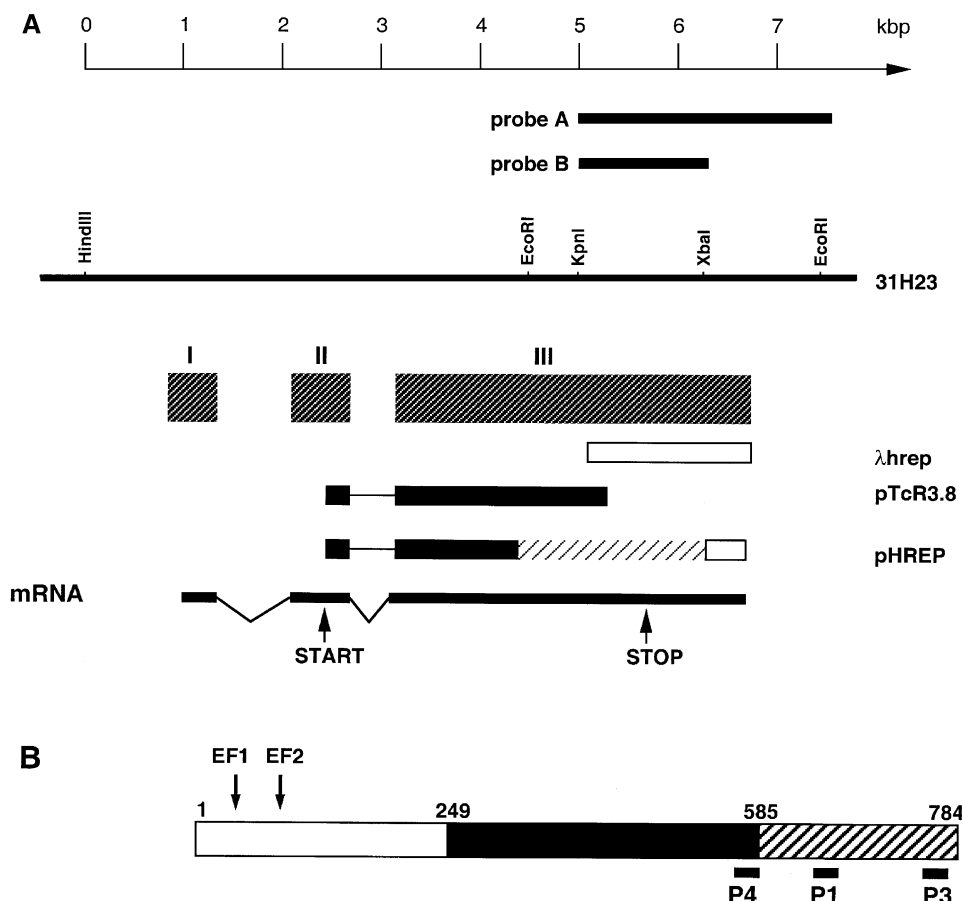 A
0 1 2 3 4 5 6 7 kbp
probe A
probe B
HindIII EcoRI KpnI XbaI EcoRI
31H23
I II III
λhrep
pTcR3.8
pHREP
mRNA
START STOP
B
EF1 EF2
1 249 585 784
P4 P1 P3